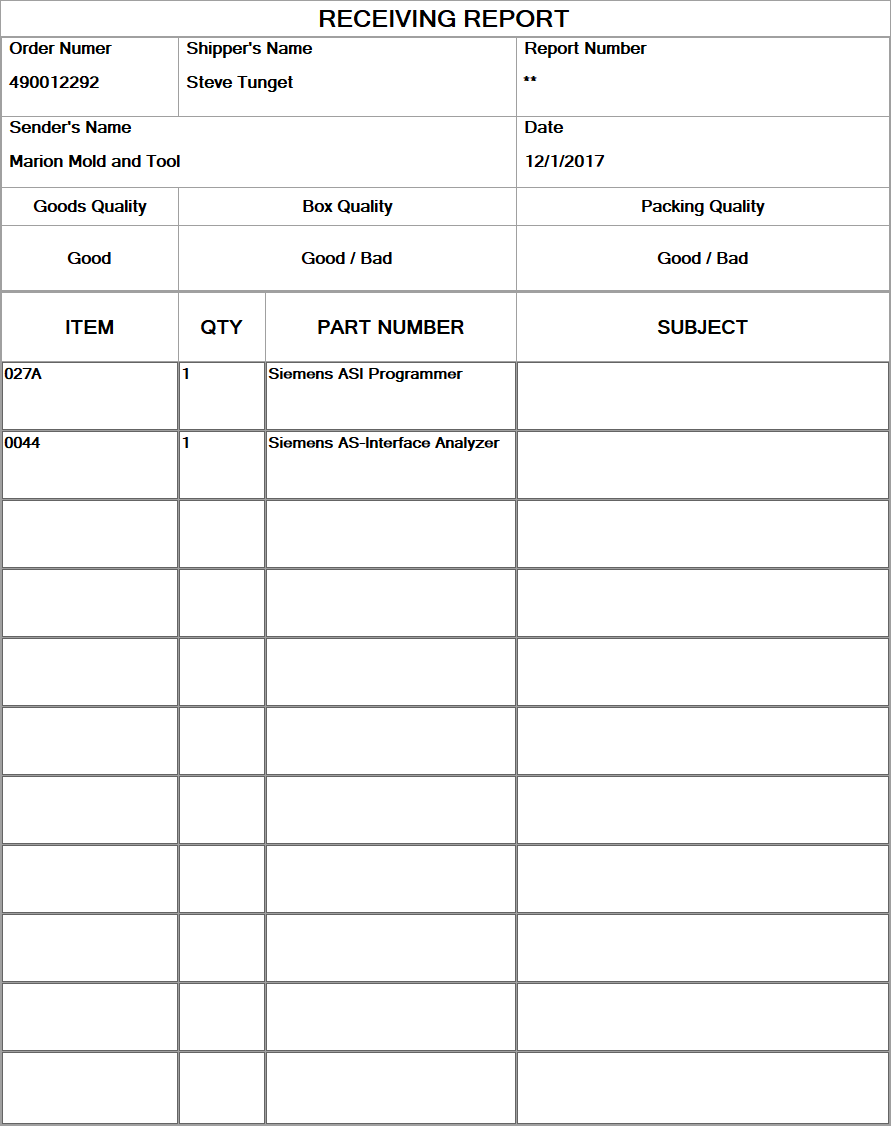 RECEIVING REPORT
Order Numer
Shipper's Name
Report Number
490012292
Steve Tunget
**
Sender's Name
Date
Marion Mold and Tool
12/1/2017
Goods Quality
Box Quality
Packing Quality
Good
Good / Bad
Good / Bad
ITEM
QTY
PART NUMBER
SUBJECT
027A
1
Siemens ASI Programmer
0044
1
Siemens AS-Interface Analyzer